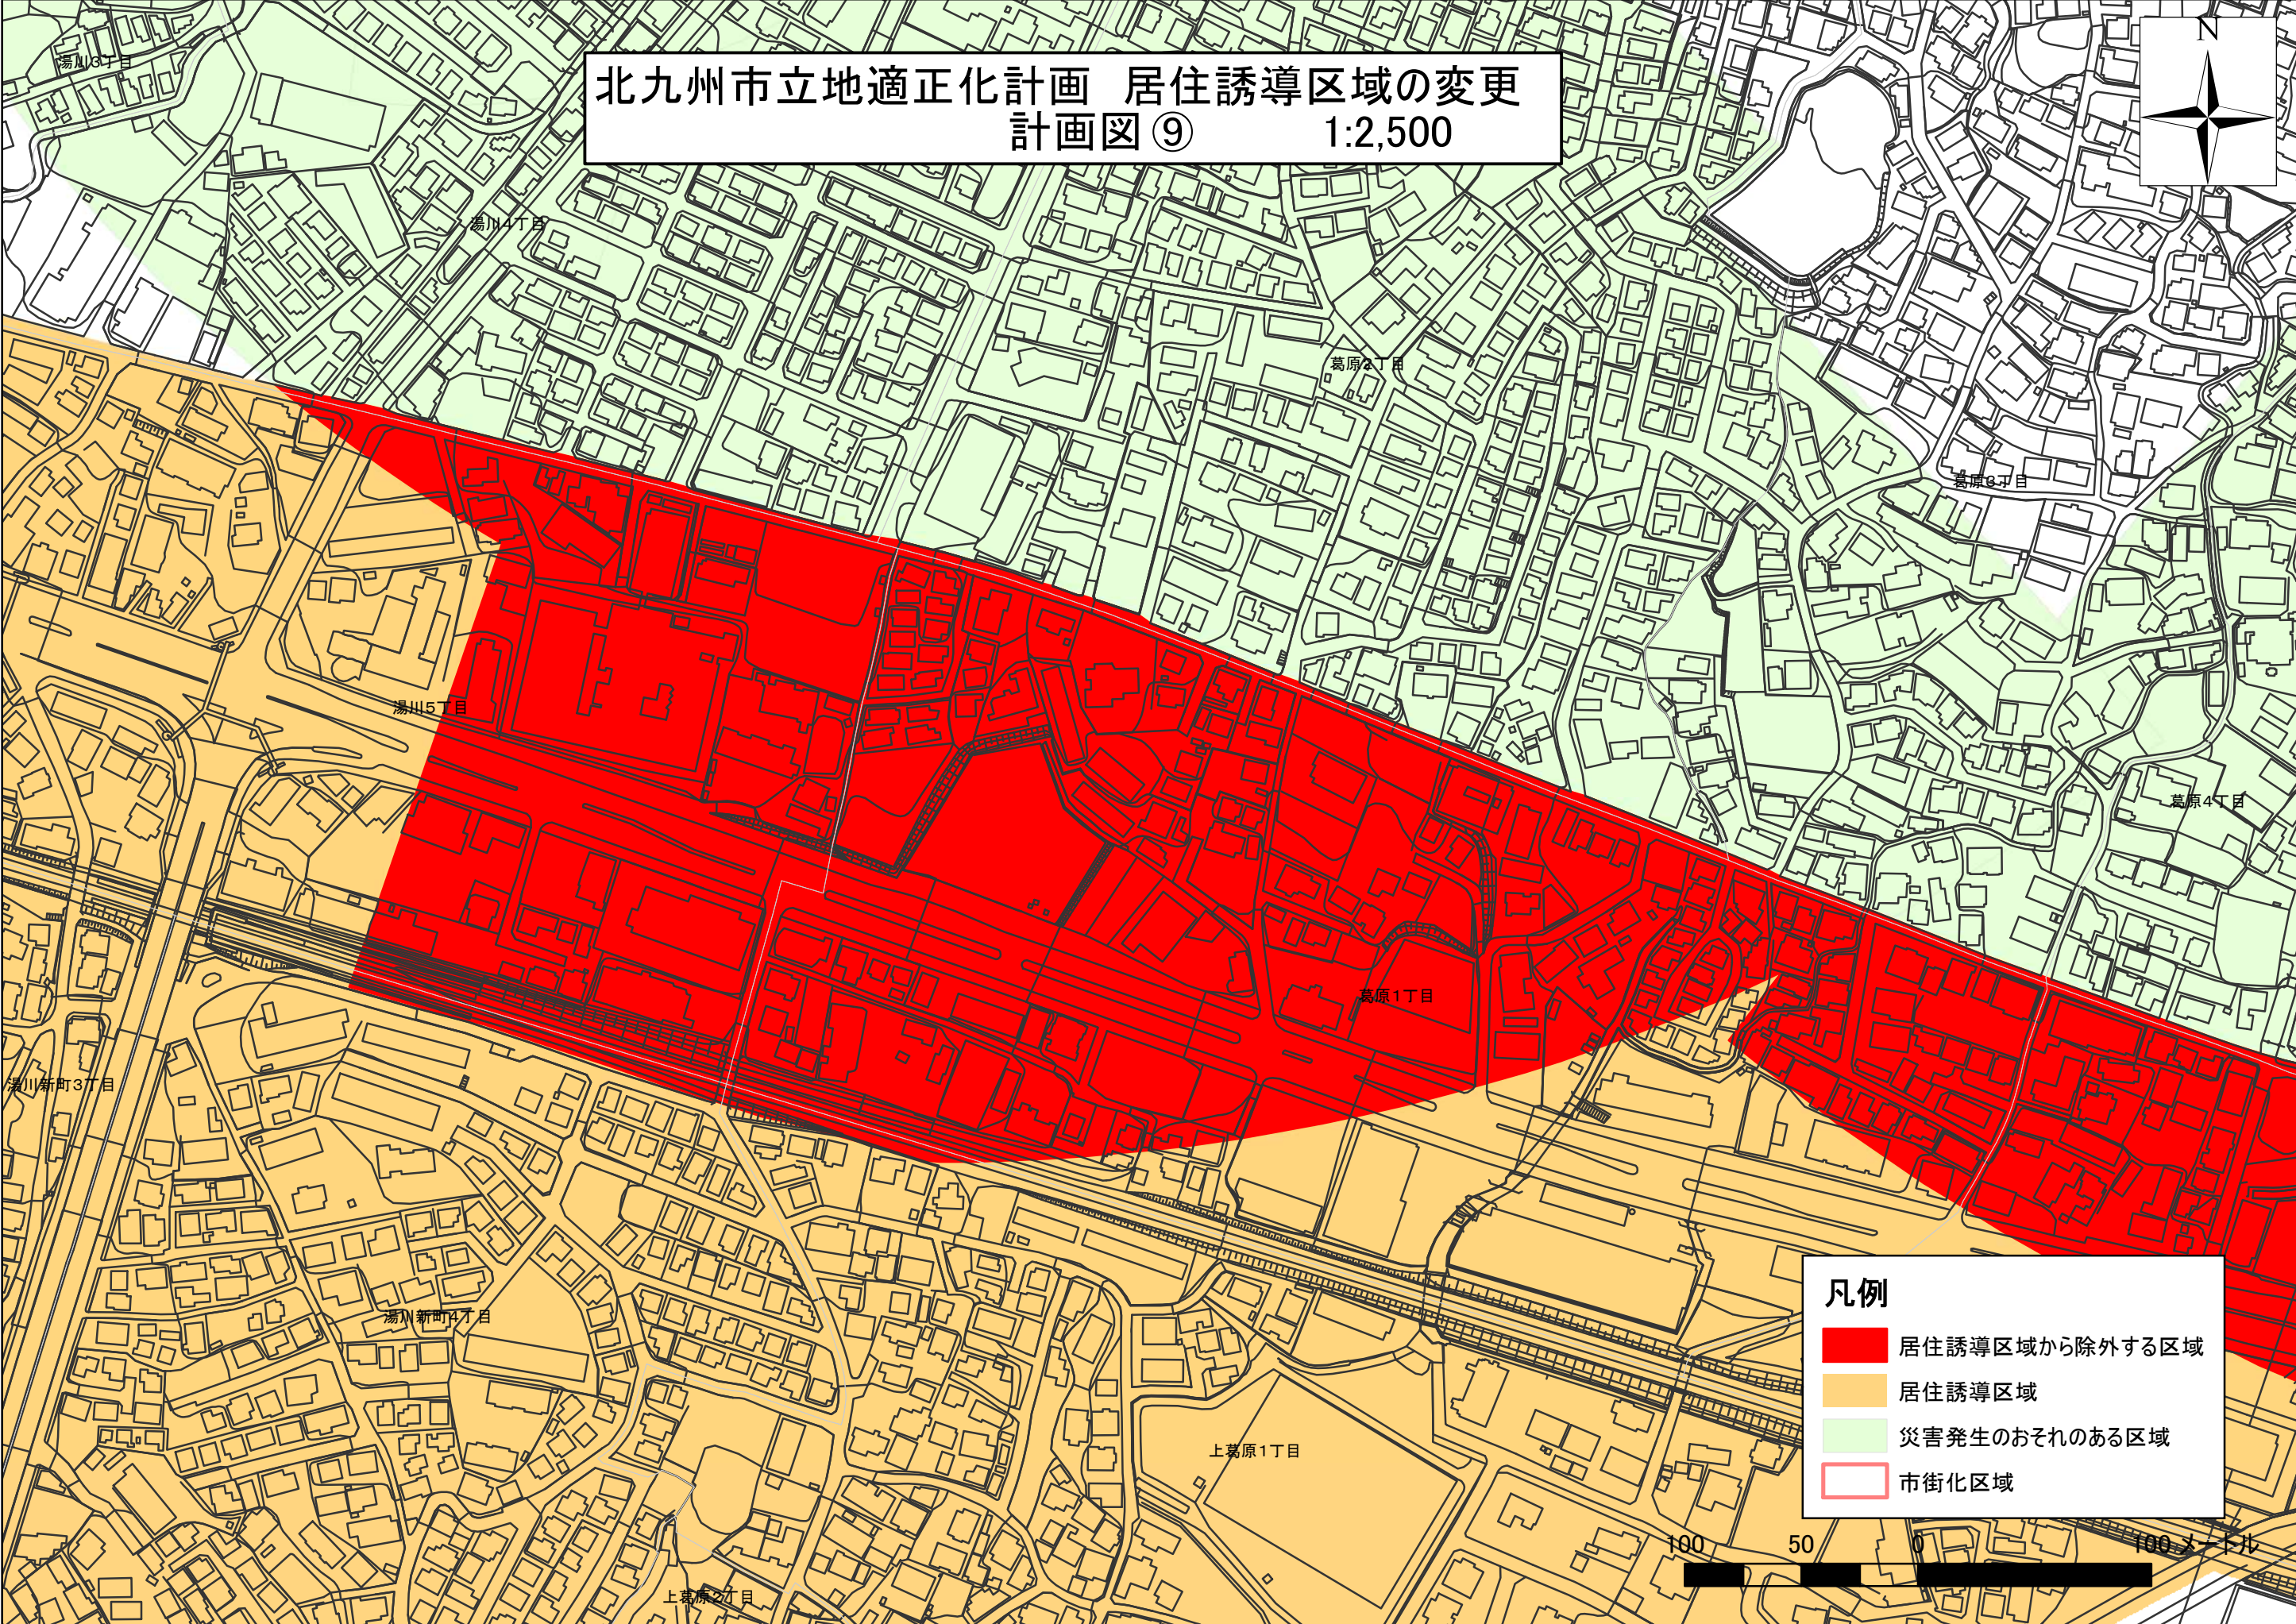 北九州市立地適正化計画　居住誘導区域の変更
計画図⑨　1:2,500
N
湯川3丁目
湯川4丁目
葛原2丁目
葛原3丁目
湯川5丁目
葛原4丁目
葛原1丁目
湯川新町3丁目
湯川新町4丁目
上葛原1丁目
上葛原2丁目
凡例
居住誘導区域から除外する区域
居住誘導区域
災害発生のおそれのある区域
市街化区域
100 50 0 100 メートル